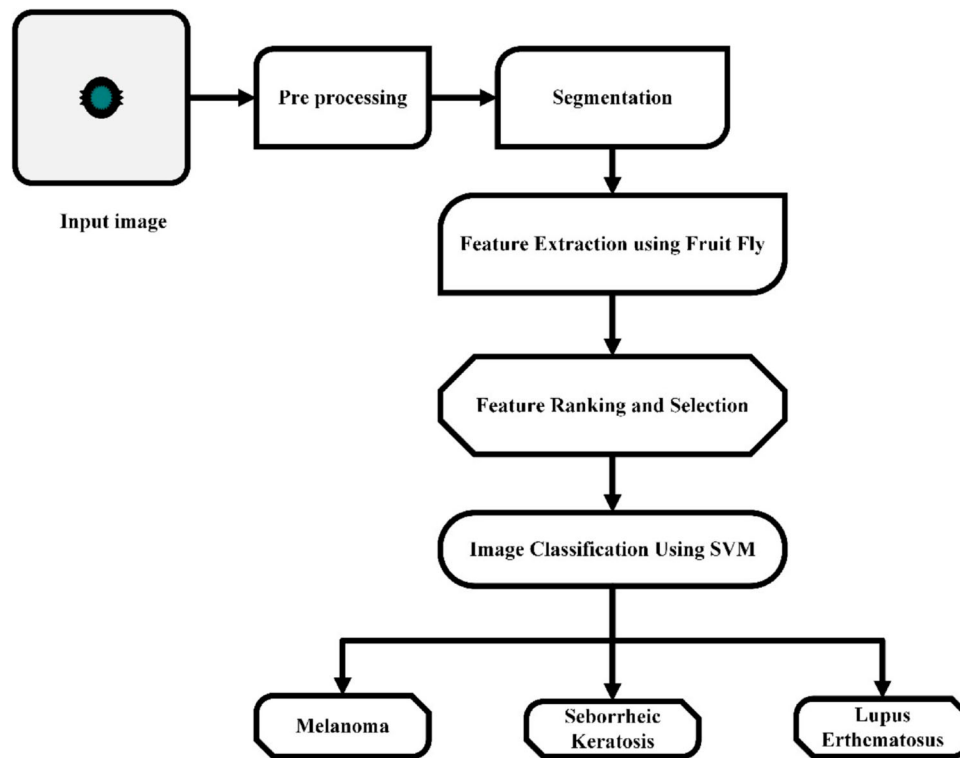 Pre processing
Segmentation
Input image
Feature Extraction using Fruit Fly
Feature Ranking and Selection
Image Classification Using SVM
Melanoma
Seborrheic
Keratosis
Lupus
Erthematosus